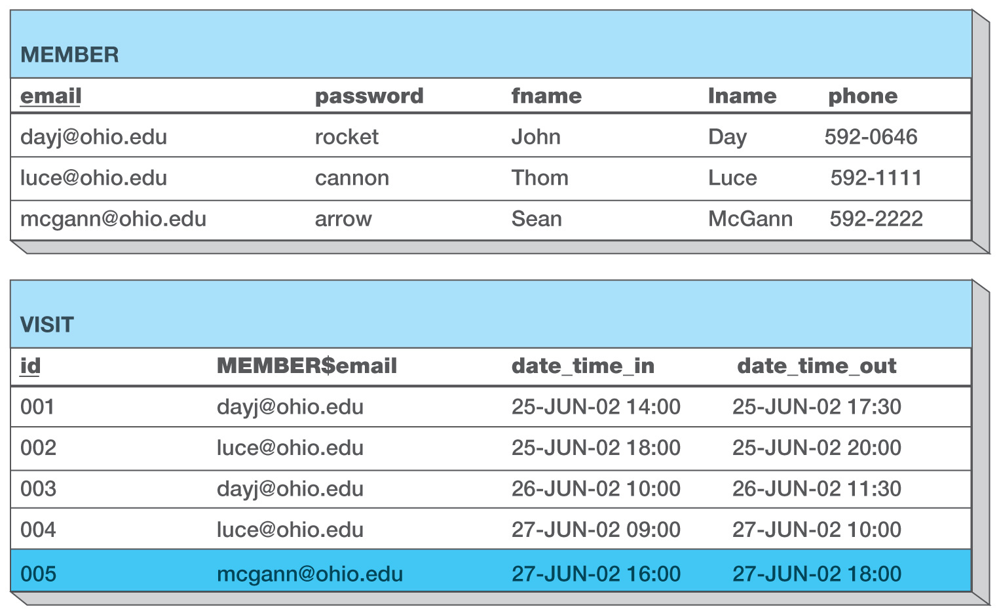 MEMBER
email password fname lname phone
dayj@ohio.edu rocket John Day 592-0646
luce@ohio.edu cannon Thom Luce 592-1111
mcgann@ohio.edu arrow Sean McGann 592-2222
VISIT
id MEMBER$email date_time_in date_time_out
001 dayj@ohio.edu 25-JUN-02 14:00 25-JUN-02 17:30
002 luce@ohio.edu 25-JUN-02 18:00 25-JUN-02 20:00
003 dayj@ohio.edu 26-JUN-02 10:00 26-JUN-02 11:30
004 luce@ohio.edu 27-JUN-02 09:00 27-JUN-02 10:00
005 mcgann@ohio.edu 27-JUN-02 16:00 27-JUN-02 18:00